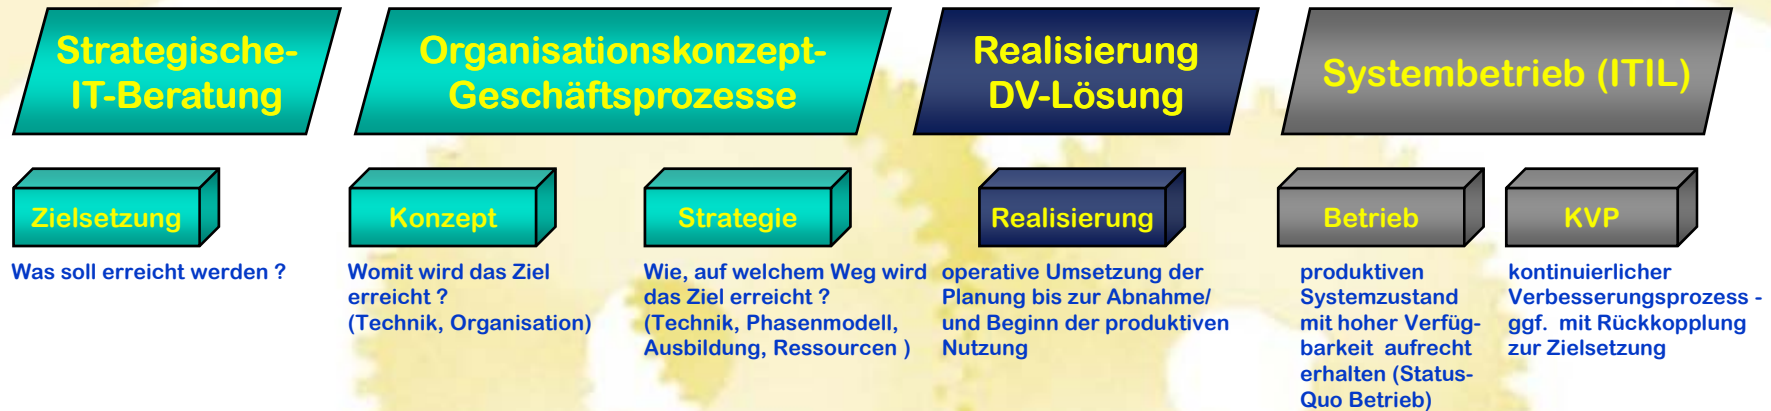 Strategische-
IT-Beratung
Organisationskonzept-
Geschäftsprozesse
Realisierung
DV-Lösung
Systembetrieb (ITIL)
Zielsetzung
Konzept
Strategie
Realisierung
Betrieb
KVP
Was soll erreicht werden ?
Womit wird das Ziel
erreicht ?
(Technik, Organisation)
Wie, auf welchem Weg wird
das Ziel erreicht ?
(Technik, Phasenmodell,
Ausbildung, Ressourcen )
operative Umsetzung der
Planung bis zur Abnahme/
und Beginn der produktiven
Nutzung
produktiven
Systemzustand
mit hoher Verfüg-
barkeit aufrecht
erhalten (Status-
Quo Betrieb)
kontinuierlicher
Verbesserungsprozess -
ggf. mit Rückkopplung
zur Zielsetzung